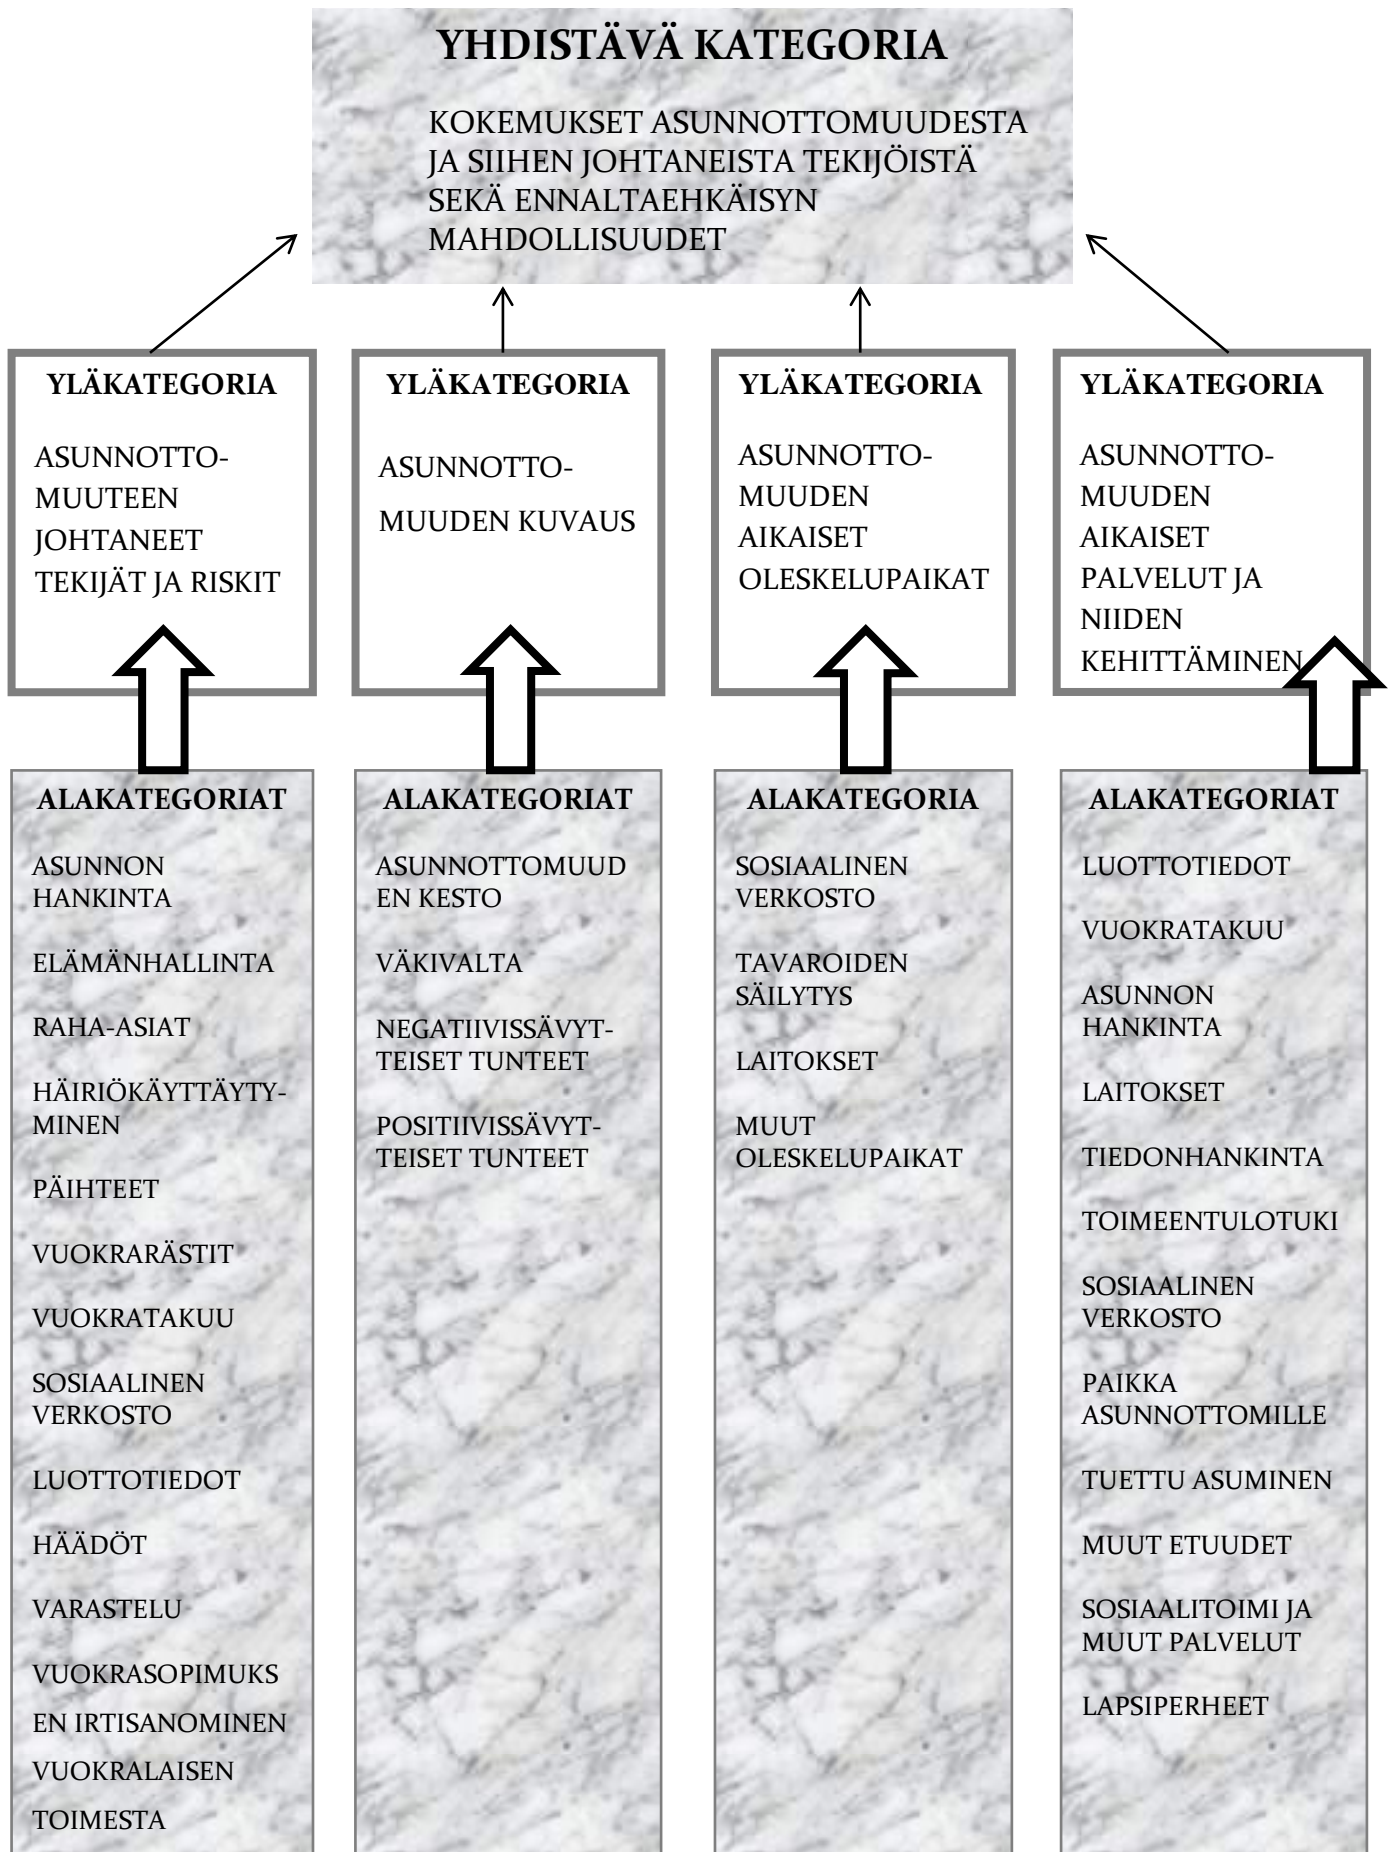 YHDISTÄVÄ KATEGORIA
KOKEMUKSET ASUNNOTTOMUUDESTA
JA SIIHEN JOHTANEISTA TEKIJÖISTÄ
SEKÄ ENNALTAEHKÄISYN
MAHDOLLISUUDET
YLÄKATEGORIA
ASUNNOTTO-
MUUTEEN
JOHTANEET
TEKIJÄT JA RISKIT
YLÄKATEGORIA
ASUNNOTTO-
MUUDEN KUVAUS
YLÄKATEGORIA
ASUNNOTTO-
MUUDEN
AIKAISET
OLESKELUPAIKAT
YLÄKATEGORIA
ASUNNOTTO-
MUUDEN
AIKAISET
PALVELUT JA
NIIDEN
KEHITTÄMINEN
ALAKATEGORIAT
ASUNNON
HANKINTA
ELÄMÄNHALLINTA
RAHA-ASIAT
HÄIRIÖKÄYTTÄYTY-
MINEN
PÄIHTEET
VUOKRARÄSTIT
VUOKRATAKUU
SOSIAALINEN
VERKOSTO
LUOTTOTIEDOT
HÄÄDÖT
VARASTELU
VUOKRASOPIMUKS
EN IRTISANOMINEN
VUOKRALAISEN
TOIMESTA
ALAKATEGORIAT
ASUNNOTTOMUUD
EN KESTO
VÄKIVALTA
NEGATIIVISSÄVYT-
TEISET TUNTEET
POSITIIVISSÄVYT-
TEISET TUNTEET
ALAKATEGORIA
SOSIAALINEN
VERKOSTO
TAVAROIDEN
SÄILYTYS
LAITOKSET
MUUT
OLESKELUPAIKAT
ALAKATEGORIAT
LUOTTOTIEDOT
VUOKRATAKUU
ASUNNON
HANKINTA
LAITOKSET
TIEDONHANKINTA
TOIMEENTULOTUKI
SOSIAALINEN
VERKOSTO
PAIKKA
ASUNNOTTOMILLE
TUETTU ASUMINEN
MUUT ETUUDET
SOSIAALITOIMI JA
MUUT PALVELUT
LAPSIPERHEET